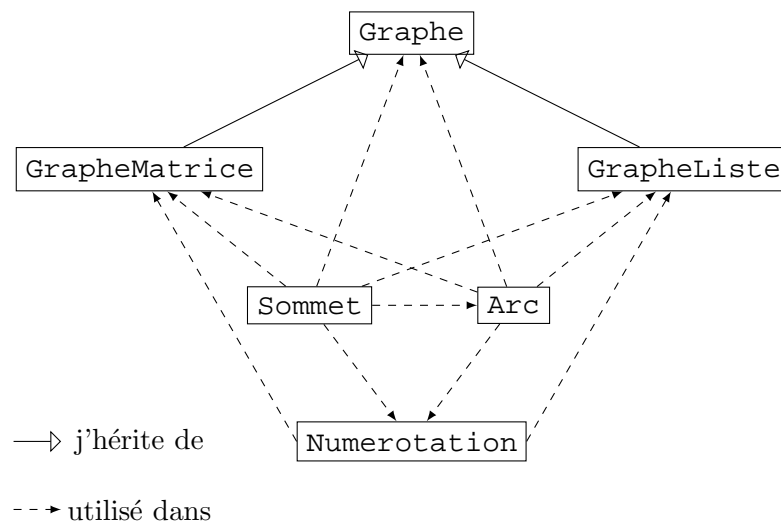 Graphe
GrapheMatrice
GrapheListe
Sommet
Arc
Numerotation
j'hérite de
utilisé dans